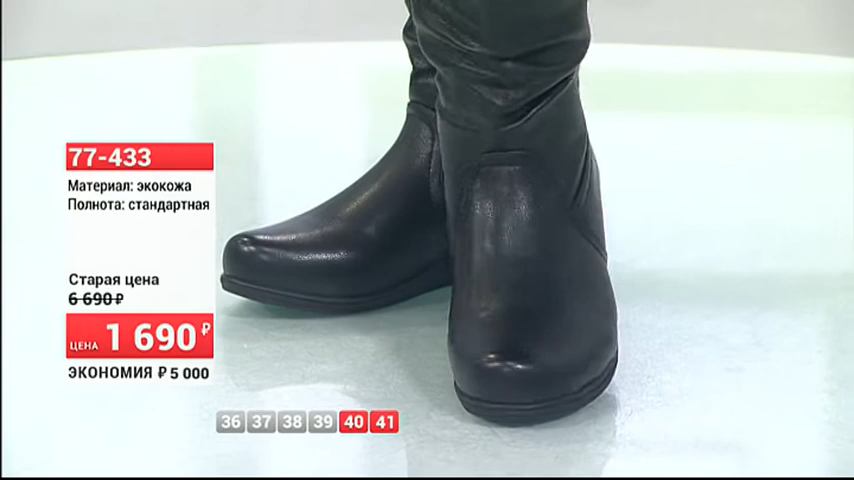 77-433
Материал: экокожа
Полнота: стандартная
Старая цена
6 690 ₽
ЦЕНА 1 690 ₽
ЭКОНОМИЯ ₽ 5 000
36 37 38 39 40 41